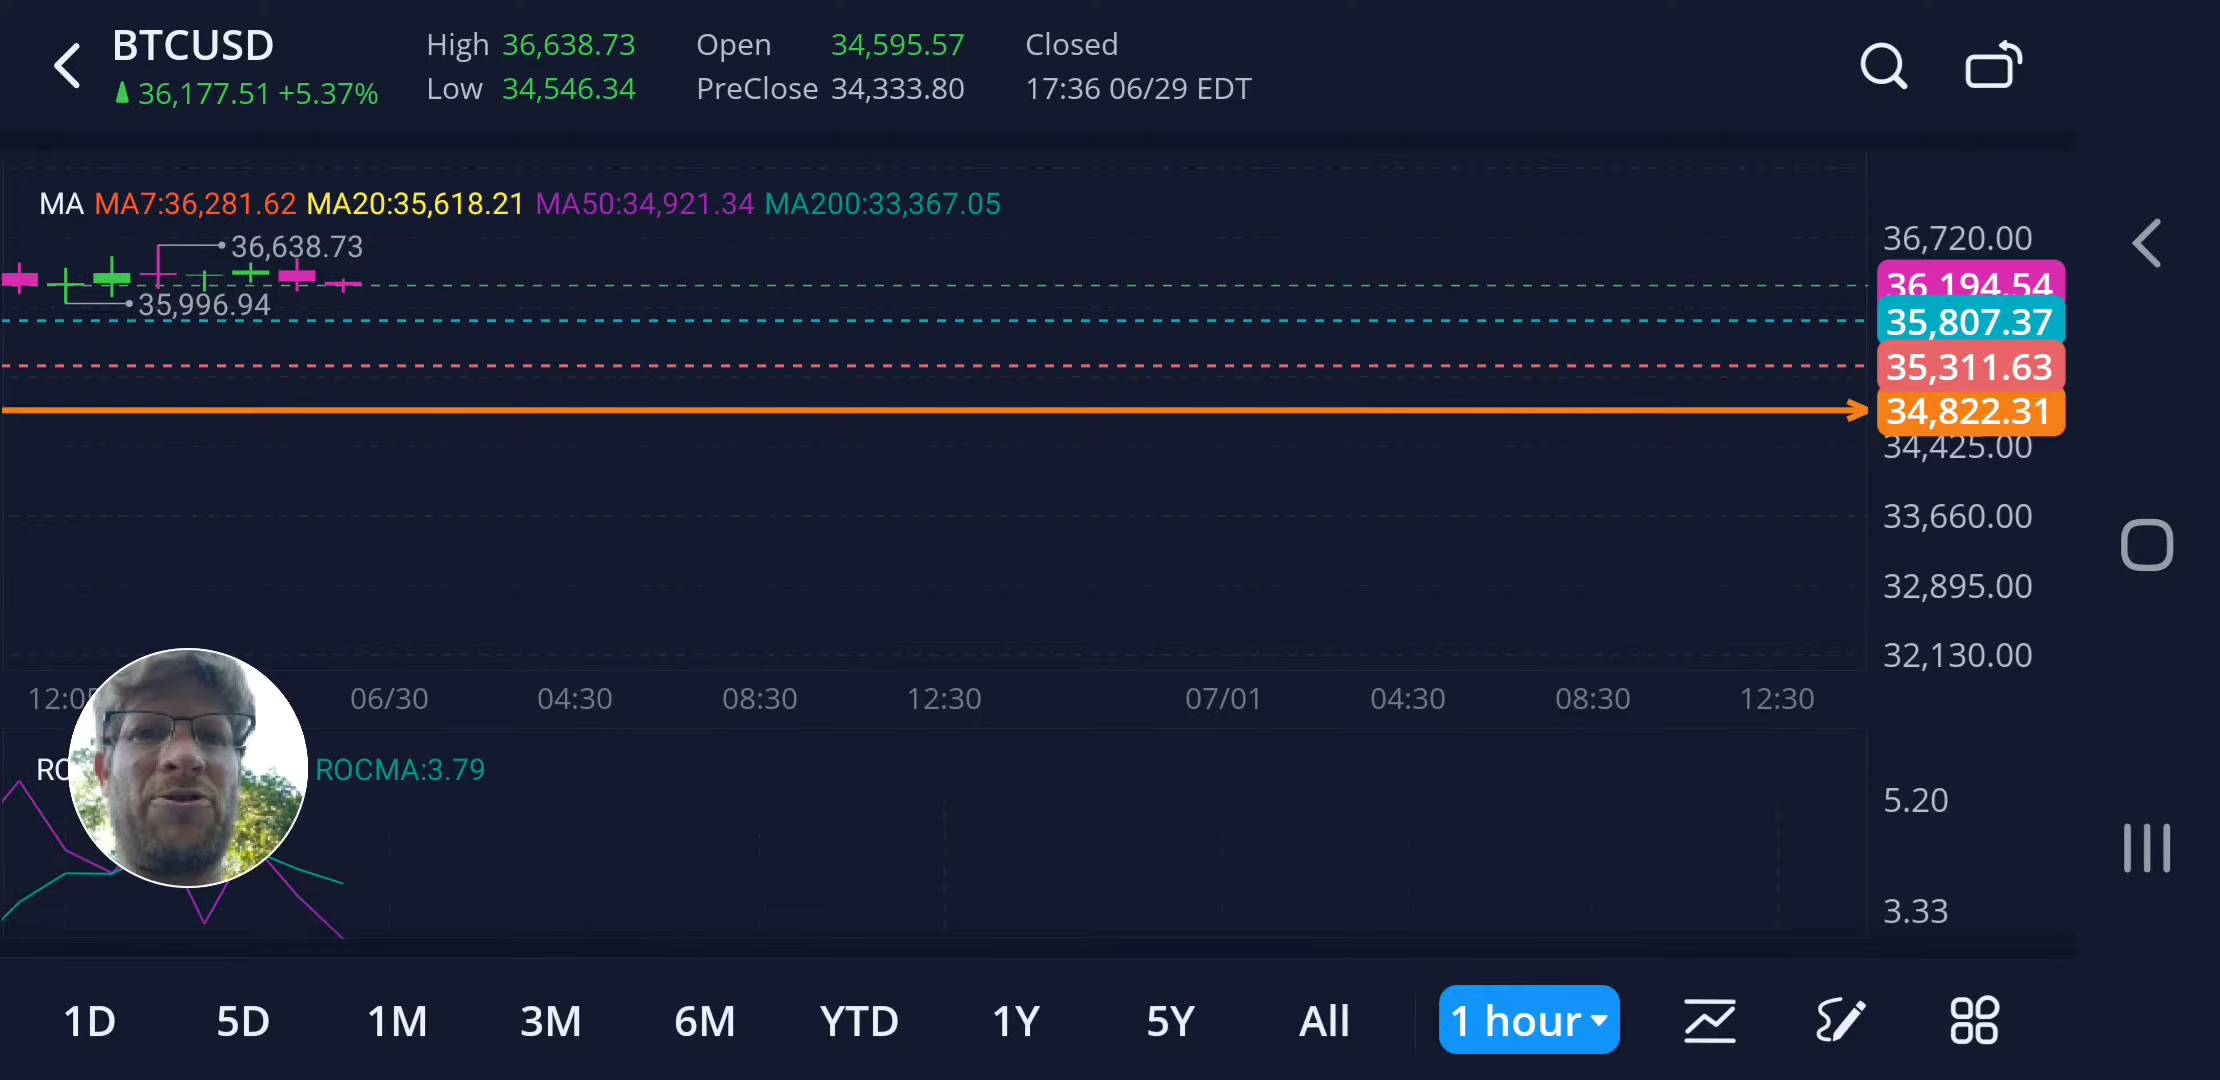 BTCUSD
36,177.51 +5.37%
High 36,638.73
Low 34,546.34
Open 34,595.57
PreClose 34,333.80
Closed
17:36 06/29 EDT
MA MA7:36,281.62 MA20:35,618.21 MA50:34,921.34 MA200:33,367.05
36,638.73
35,996.94
36,720.00
36,194.54
35,807.37
35,311.63
34,822.31
34,425.00
33,660.00
32,895.00
32,130.00
06/30 04:30 08:30 12:30 07/01 04:30 08:30 12:30
ROCMA:3.79
5.20
3.33
1D 5D 1M 3M 6M YTD 1Y 5Y All 1 hour